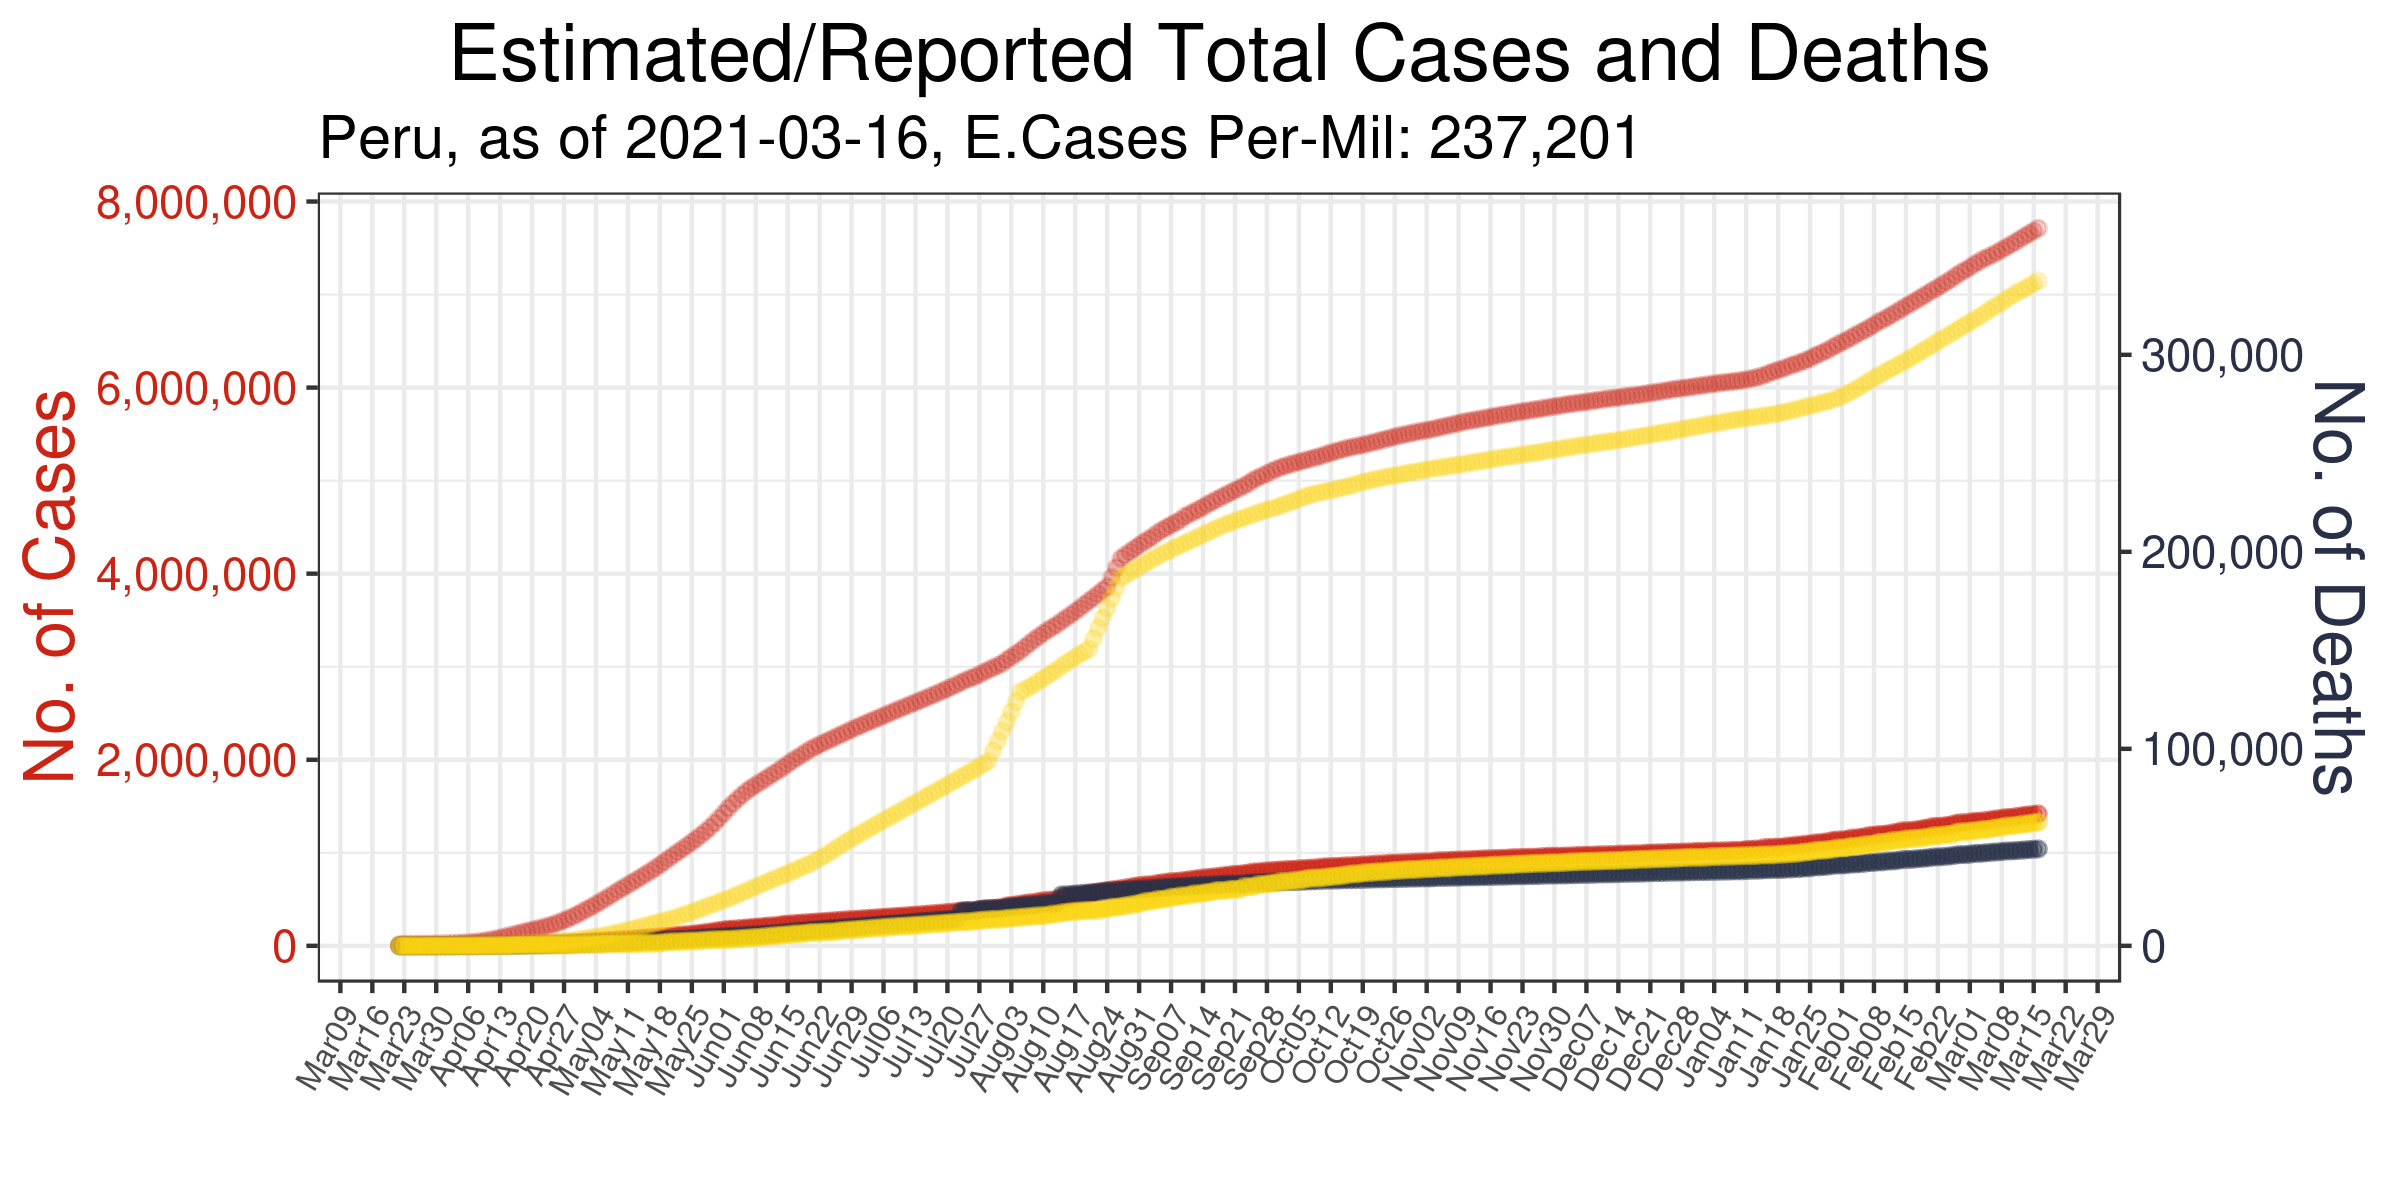 Estimated/Reported Total Cases and Deaths
Peru, as of 2021-03-16, E.Cases Per-Mil: 237,201
No. of Cases
8,000,000
6,000,000
4,000,000
2,000,000
0
300,000
200,000
100,000
0
No. of Deaths
Mar09
Mar16
Mar23
Mar30
Apr06
Apr13
Apr20
Apr27
May04
May11
May18
May25
Jun01
Jun08
Jun15
Jun22
Jun29
Jul06
Jul13
Jul20
Jul27
Aug03
Aug10
Aug17
Aug24
Aug31
Sep07
Sep14
Sep21
Sep28
Oct05
Oct12
Oct19
Oct26
Nov02
Nov09
Nov16
Nov23
Nov30
Dec07
Dec14
Dec21
Dec28
Jan04
Jan11
Jan18
Jan25
Feb01
Feb08
Feb15
Feb22
Mar01
Mar08
Mar15
Mar22
Mar29